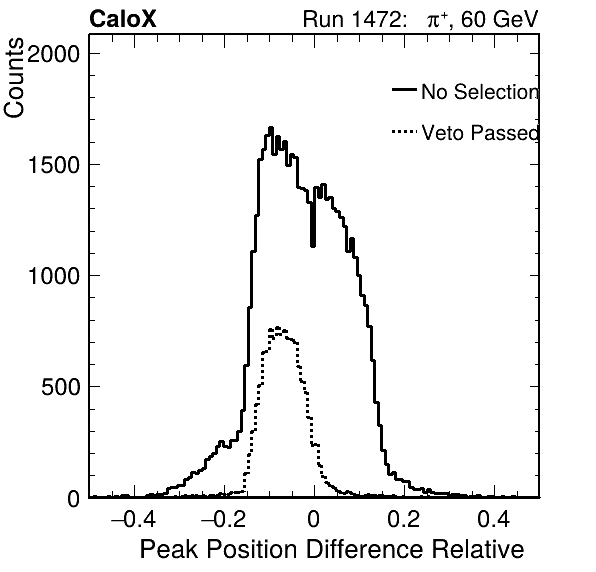 CaloX Run 1472: π⁺, 60 GeV
Counts
2000
1500
1000
500
0
No Selection
Veto Passed
−0.4 −0.2 0 0.2 0.4
Peak Position Difference Relative